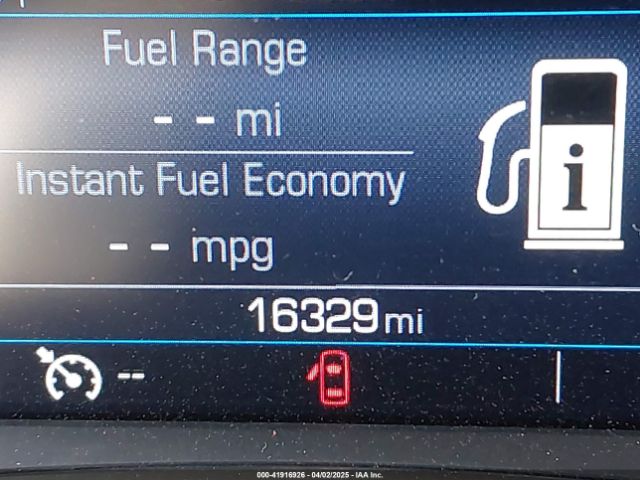 Fuel Range
-- mi
Instant Fuel Economy
-- mpg
i
16329 mi
--
000-41916926 - 04/02/2025 - IAA Inc.